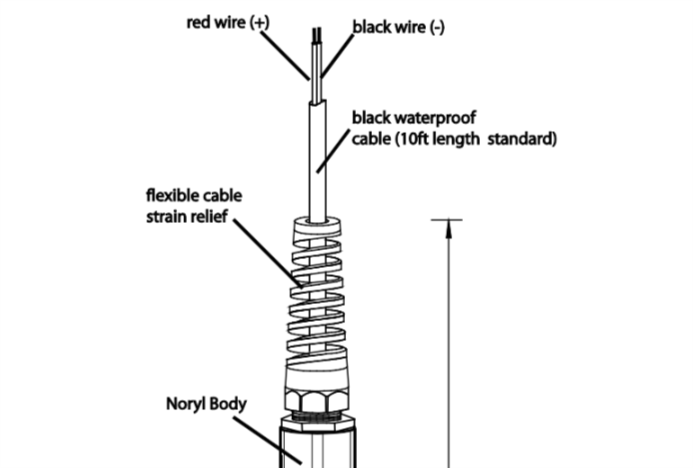 red wire (+)
black wire (-)
black waterproof
cable (10ft length standard)
flexible cable
strain relief
Noryl Body